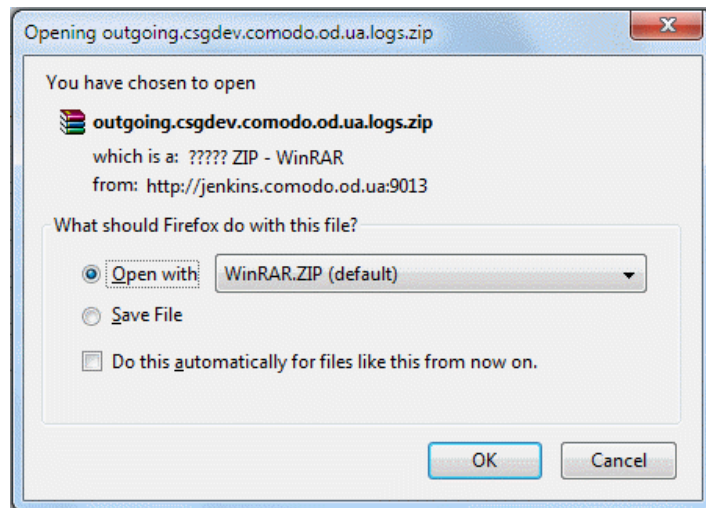 Opening outgoing.csgdev.comodo.od.ua.logs.zip
You have chosen to open
outgoing.csgdev.comodo.od.ua.logs.zip
which is a: ????? ZIP - WinRAR
from: http://jenkins.comodo.od.ua:9013
What should Firefox do with this file?
Open with WinRAR.ZIP (default)
Save File
Do this automatically for files like this from now on.
OK Cancel